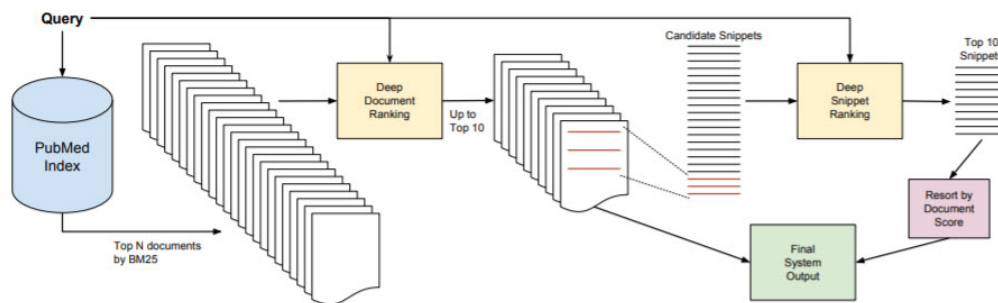 Query
PubMed
Index
Top N documents
by BM25
Deep
Document
Ranking
Up to
Top 10
Candidate Snippets
Deep
Snippet
Ranking
Top 10
Snippets
Resort by
Document
Score
Final
System
Output